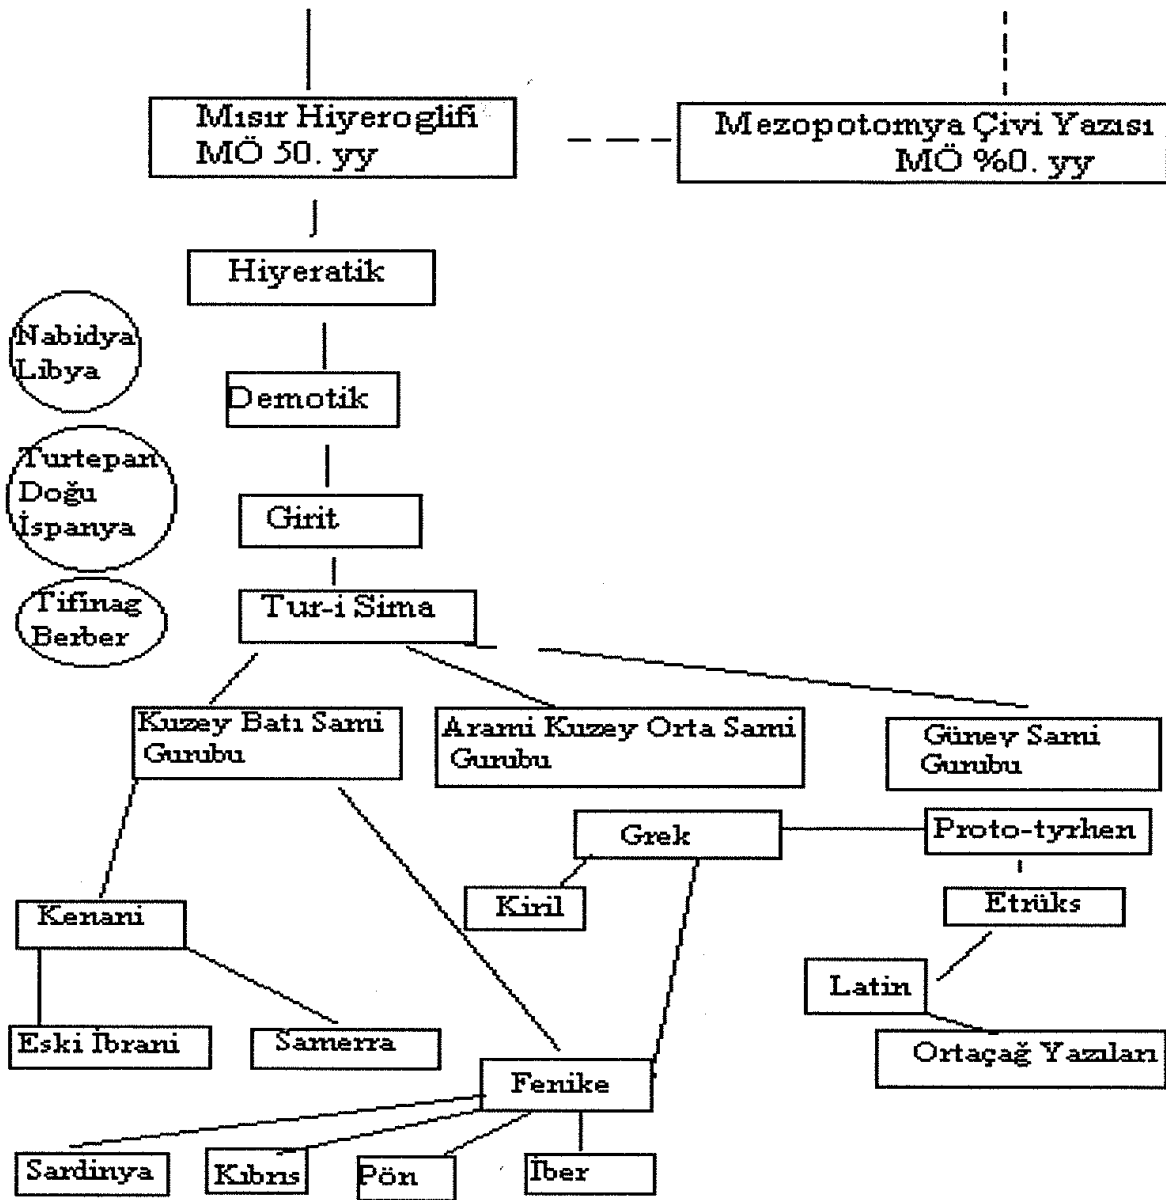 Mısır Hiyeroglifi
MÖ 50. yy
Mezopotomya Çivi Yazısı
MÖ %0. yy
Hiyeratik
Nabidya
Libya
Demotik
Turtepan
Doğu
İspanya
Girit
Tifinag
Berber
Tur-i Sima
Kuzey Batı Sami
Gurubu
Arami Kuzey Orta Sami
Gurubu
Güney Sami
Gurubu
Grek
Proto-tyrhen
Kiril
Etrüks
Kenani
Latin
Eski İbrani
Samerra
Ortaçağ Yazıları
Fenike
Sardinya
Kıbrıs
Pön
İber